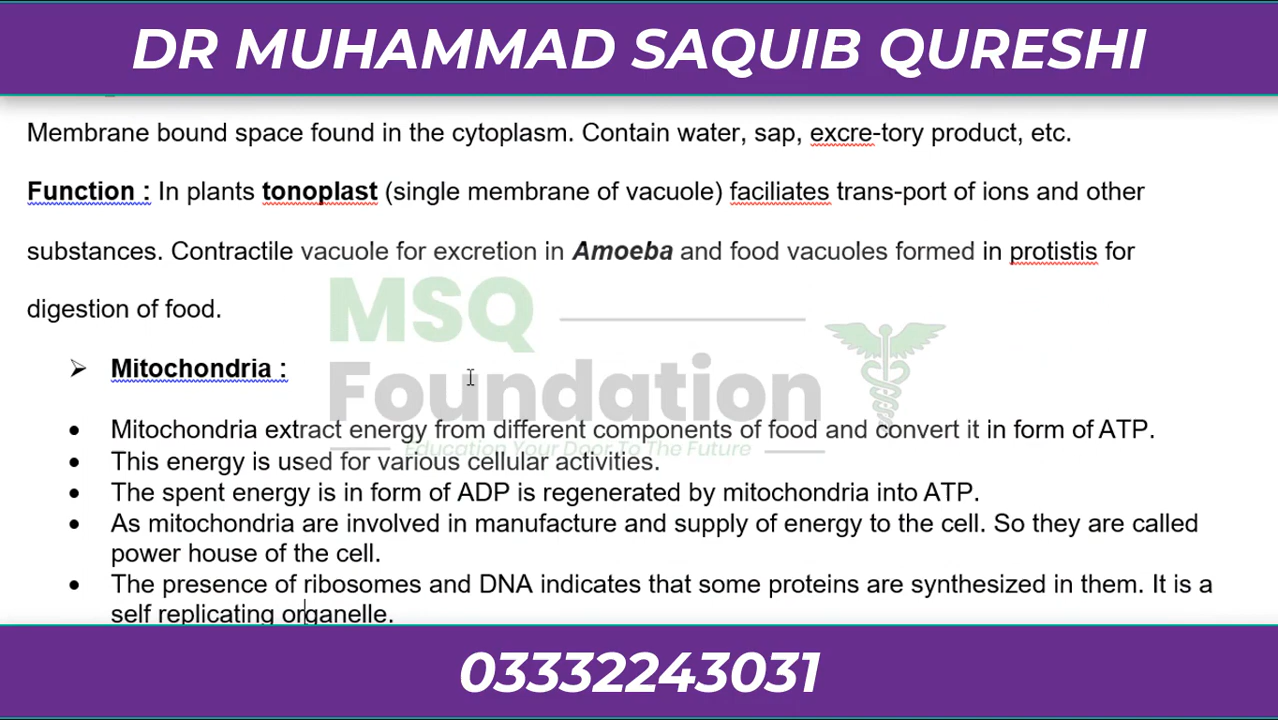 DR MUHAMMAD SAQUIB QURESHI
Membrane bound space found in the cytoplasm. Contain water, sap, excre-tory product, etc.
Function : In plants tonoplast (single membrane of vacuole) faciliates trans-port of ions and other
substances. Contractile vacuole for excretion in Amoeba and food vacuoles formed in protistis for
digestion of food.
MSQ
Foundation
Education Your Door To The Future
➢ Mitochondria :
• Mitochondria extract energy from different components of food and convert it in form of ATP.
• This energy is used for various cellular activities.
• The spent energy is in form of ADP is regenerated by mitochondria into ATP.
• As mitochondria are involved in manufacture and supply of energy to the cell. So they are called
power house of the cell.
• The presence of ribosomes and DNA indicates that some proteins are synthesized in them. It is a
self replicating organelle.
03332243031